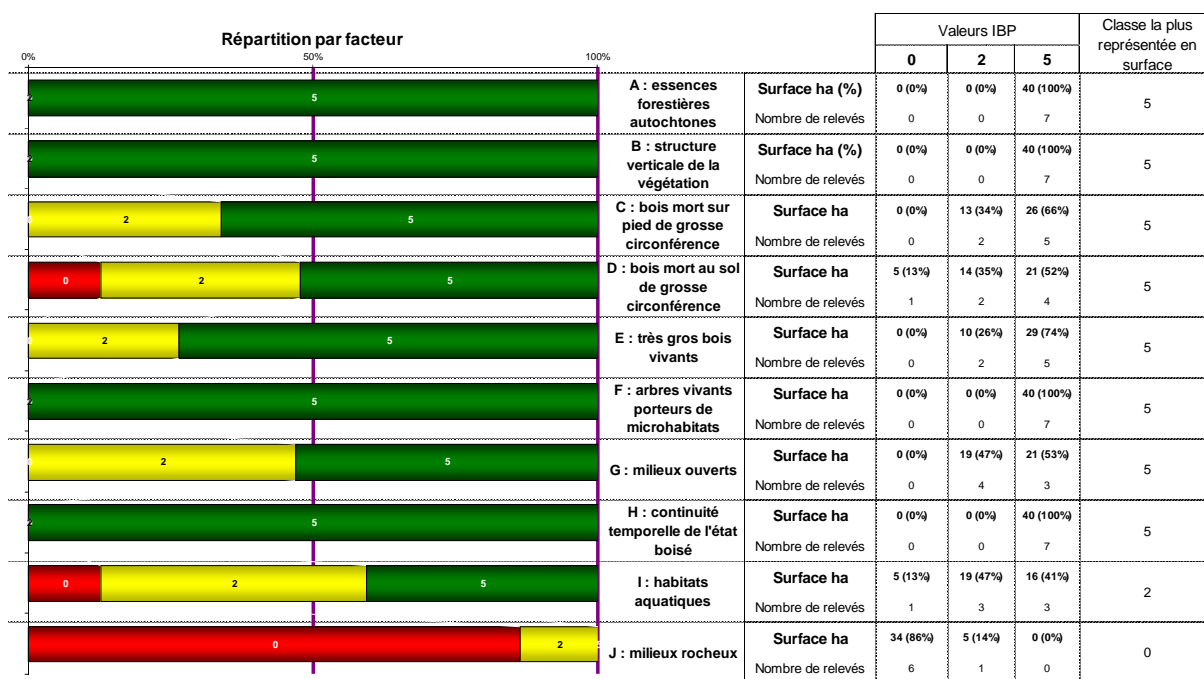 Répartition par facteur
0%
50%
100%
Valeurs IBP
0
2
5
Classe la plus
représentée en
surface
5
A : essences
forestières
autochtones
Surface ha (%)
0 (0%)
0 (0%)
40 (100%)
Nombre de relevés
0
0
7
5
5
B : structure
verticale de la
végétation
Surface ha (%)
0 (0%)
0 (0%)
40 (100%)
Nombre de relevés
0
0
7
5
2
5
C : bois mort sur
pied de grosse
circonférence
Surface ha
0 (0%)
13 (34%)
26 (66%)
Nombre de relevés
0
2
5
5
0
2
5
D : bois mort au sol
de grosse
circonférence
Surface ha
5 (13%)
14 (35%)
21 (52%)
Nombre de relevés
1
2
4
5
2
5
E : très gros bois
vivants
Surface ha
0 (0%)
10 (26%)
29 (74%)
Nombre de relevés
0
2
5
5
5
F : arbres vivants
porteurs de
microhabitats
Surface ha
0 (0%)
0 (0%)
40 (100%)
Nombre de relevés
0
0
7
5
2
5
G : milieux ouverts
Surface ha
0 (0%)
19 (47%)
21 (53%)
Nombre de relevés
0
4
3
5
5
H : continuité
temporelle de l'état
boisé
Surface ha
0 (0%)
0 (0%)
40 (100%)
Nombre de relevés
0
0
7
5
0
2
5
I : habitats
aquatiques
Surface ha
5 (13%)
19 (47%)
16 (41%)
Nombre de relevés
1
3
3
2
0
2
J : milieux rocheux
Surface ha
34 (86%)
5 (14%)
0 (0%)
Nombre de relevés
6
1
0
0